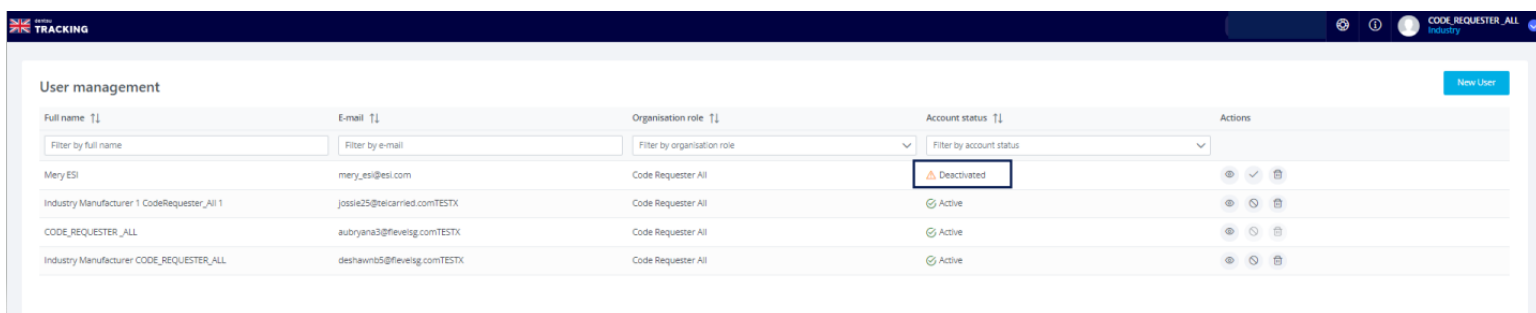 TRACKING
CODE_REQUESTER_ALL
Industry
User management
New User
Full name
E-mail
Organisation role
Account status
Actions
Filter by full name
Filter by e-mail
Filter by organisation role
Filter by account status
Mery ESI
mery_esi@esi.com
Code Requester All
Deactivated
Industry Manufacturer 1 CodeRequester_All 1
jossie25@teicarried.comTESTX
Code Requester All
Active
CODE_REQUESTER_ALL
aubryana3@flevelsg.comTESTX
Code Requester All
Active
Industry Manufacturer CODE_REQUESTER_ALL
deshawnb5@flevelsg.comTESTX
Code Requester All
Active